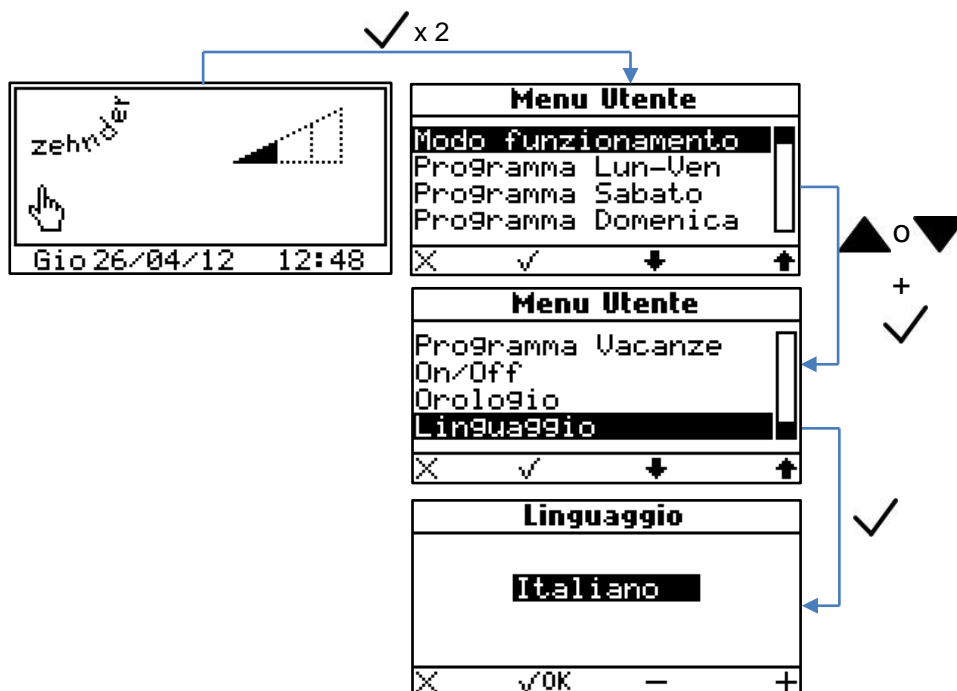 ✓ x 2
zehnder
Gio 26/04/12 12:48
Menu Utente
Modo funzionamento
Programma Lun-Ven
Programma Sabato
Programma Domenica
X ✓ 🡇 🡅
▲ o ▼
+
✓
Menu Utente
Programma Vacanze
On/Off
Orologio
Linguaggio
X ✓ 🡇 🡅
✓
Linguaggio
Italiano
X ✓OK − +